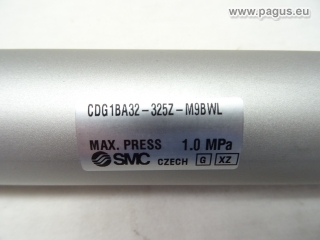 www.pagus.eu
CDG1BA32-325Z-M9BWL
MAX. PRESS 1.0 MPa
SMC CZECH G XZ